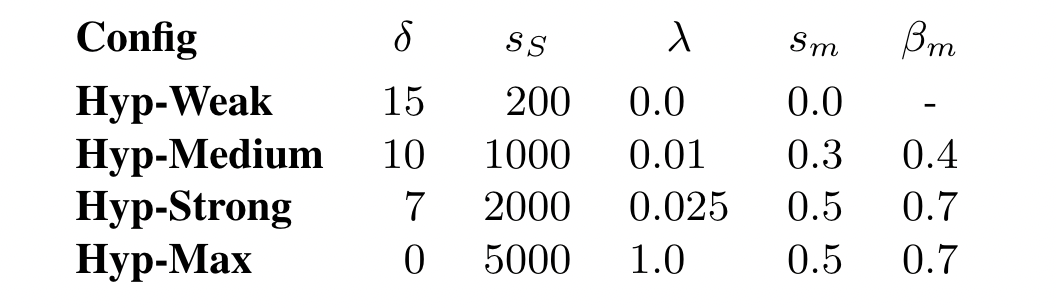 Config δ s_S λ s_m β_m
Hyp-Weak 15 200 0.0 0.0 -
Hyp-Medium 10 1000 0.01 0.3 0.4
Hyp-Strong 7 2000 0.025 0.5 0.7
Hyp-Max 0 5000 1.0 0.5 0.7